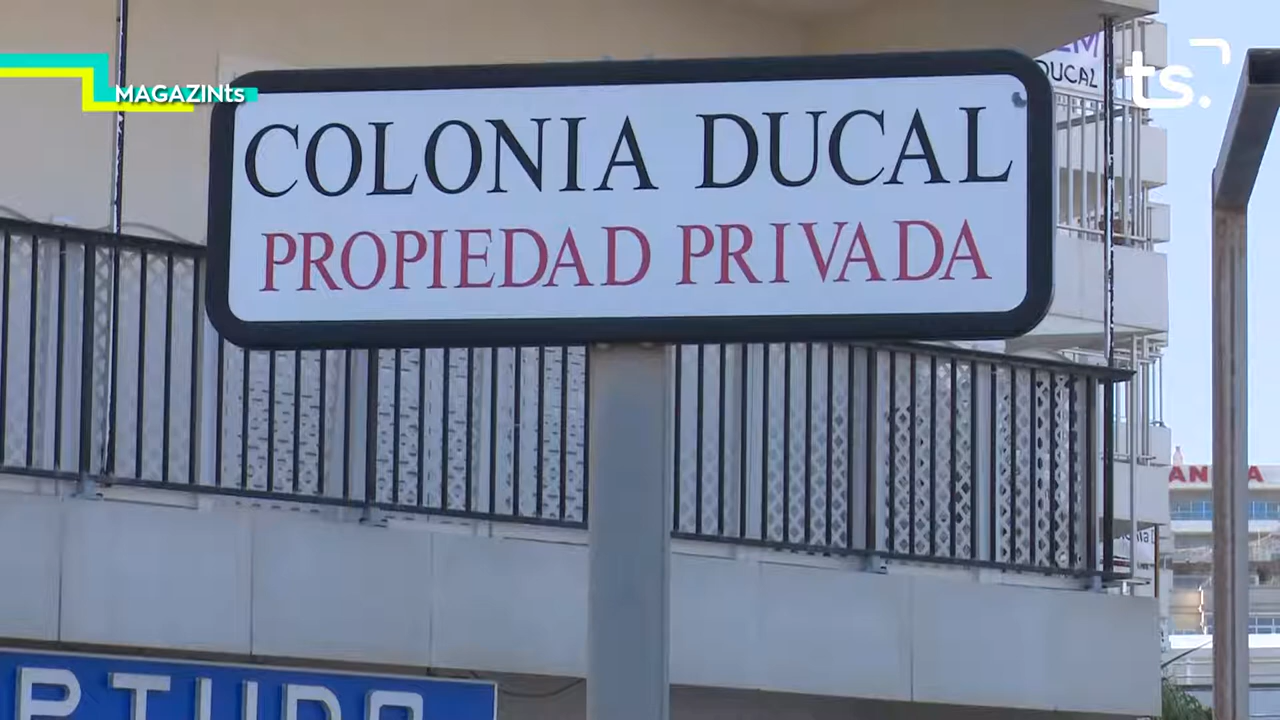 MAGAZINts
ts.
COLONIA DUCAL
PROPIEDAD PRIVADA
DUCAL